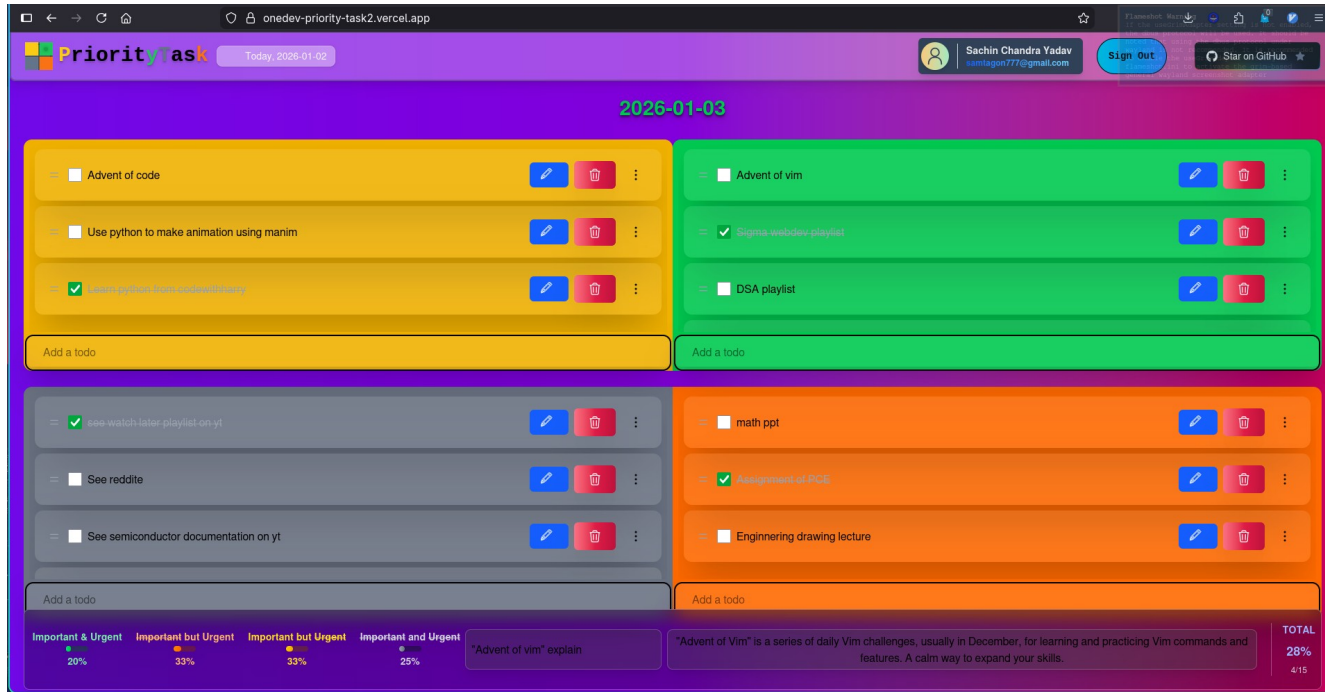 onedev-priority-task2.vercel.app
PriorityTask
Today, 2026-01-02
Sachin Chandra Yadav
samtagon777@gmail.com
Sign Out
Star on GitHub
Flameshot
2026-01-03
Advent of code
Use python to make animation using manim
Learn python from codewithharry
Add a todo
Advent of vim
Sigma webdev playlist
DSA playlist
Add a todo
see watch later playlist on yt
See reddite
See semiconductor documentation on yt
Add a todo
math ppt
Assignment of PCE
Enginnering drawing lecture
Add a todo
Important & Urgent
20%
Important but Urgent
33%
Important but Urgent
33%
Important and Urgent
25%
"Advent of vim" explain
"Advent of Vim" is a series of daily Vim challenges, usually in December, for learning and practicing Vim commands and
features. A calm way to expand your skills.
TOTAL
28%
4/15